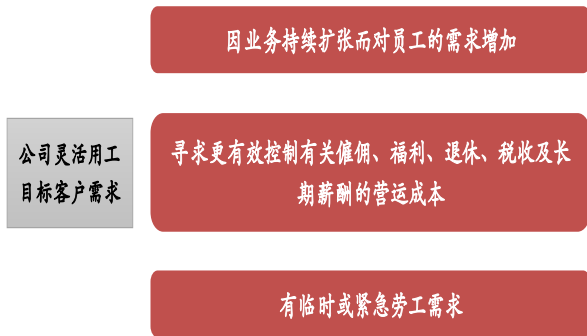 因业务持续扩张而对员工的需求增加
公司灵活用工
目标客户需求
寻求更有效控制有关僱佣、福利、退休、税收及长
期薪酬的营运成本
有临时或紧急劳工需求